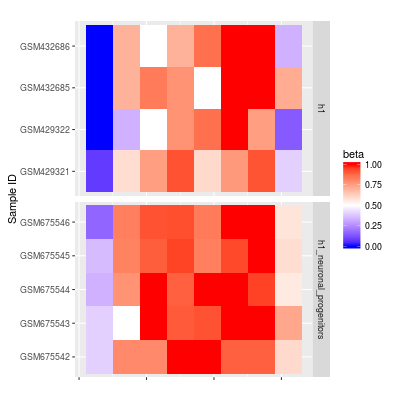 GSM432686
GSM432685
GSM429322
GSM429321
h1
GSM675546
GSM675545
GSM675544
GSM675543
GSM675542
h1_neuronal_progenitors
Sample ID
beta
1.00
0.75
0.50
0.25
0.00